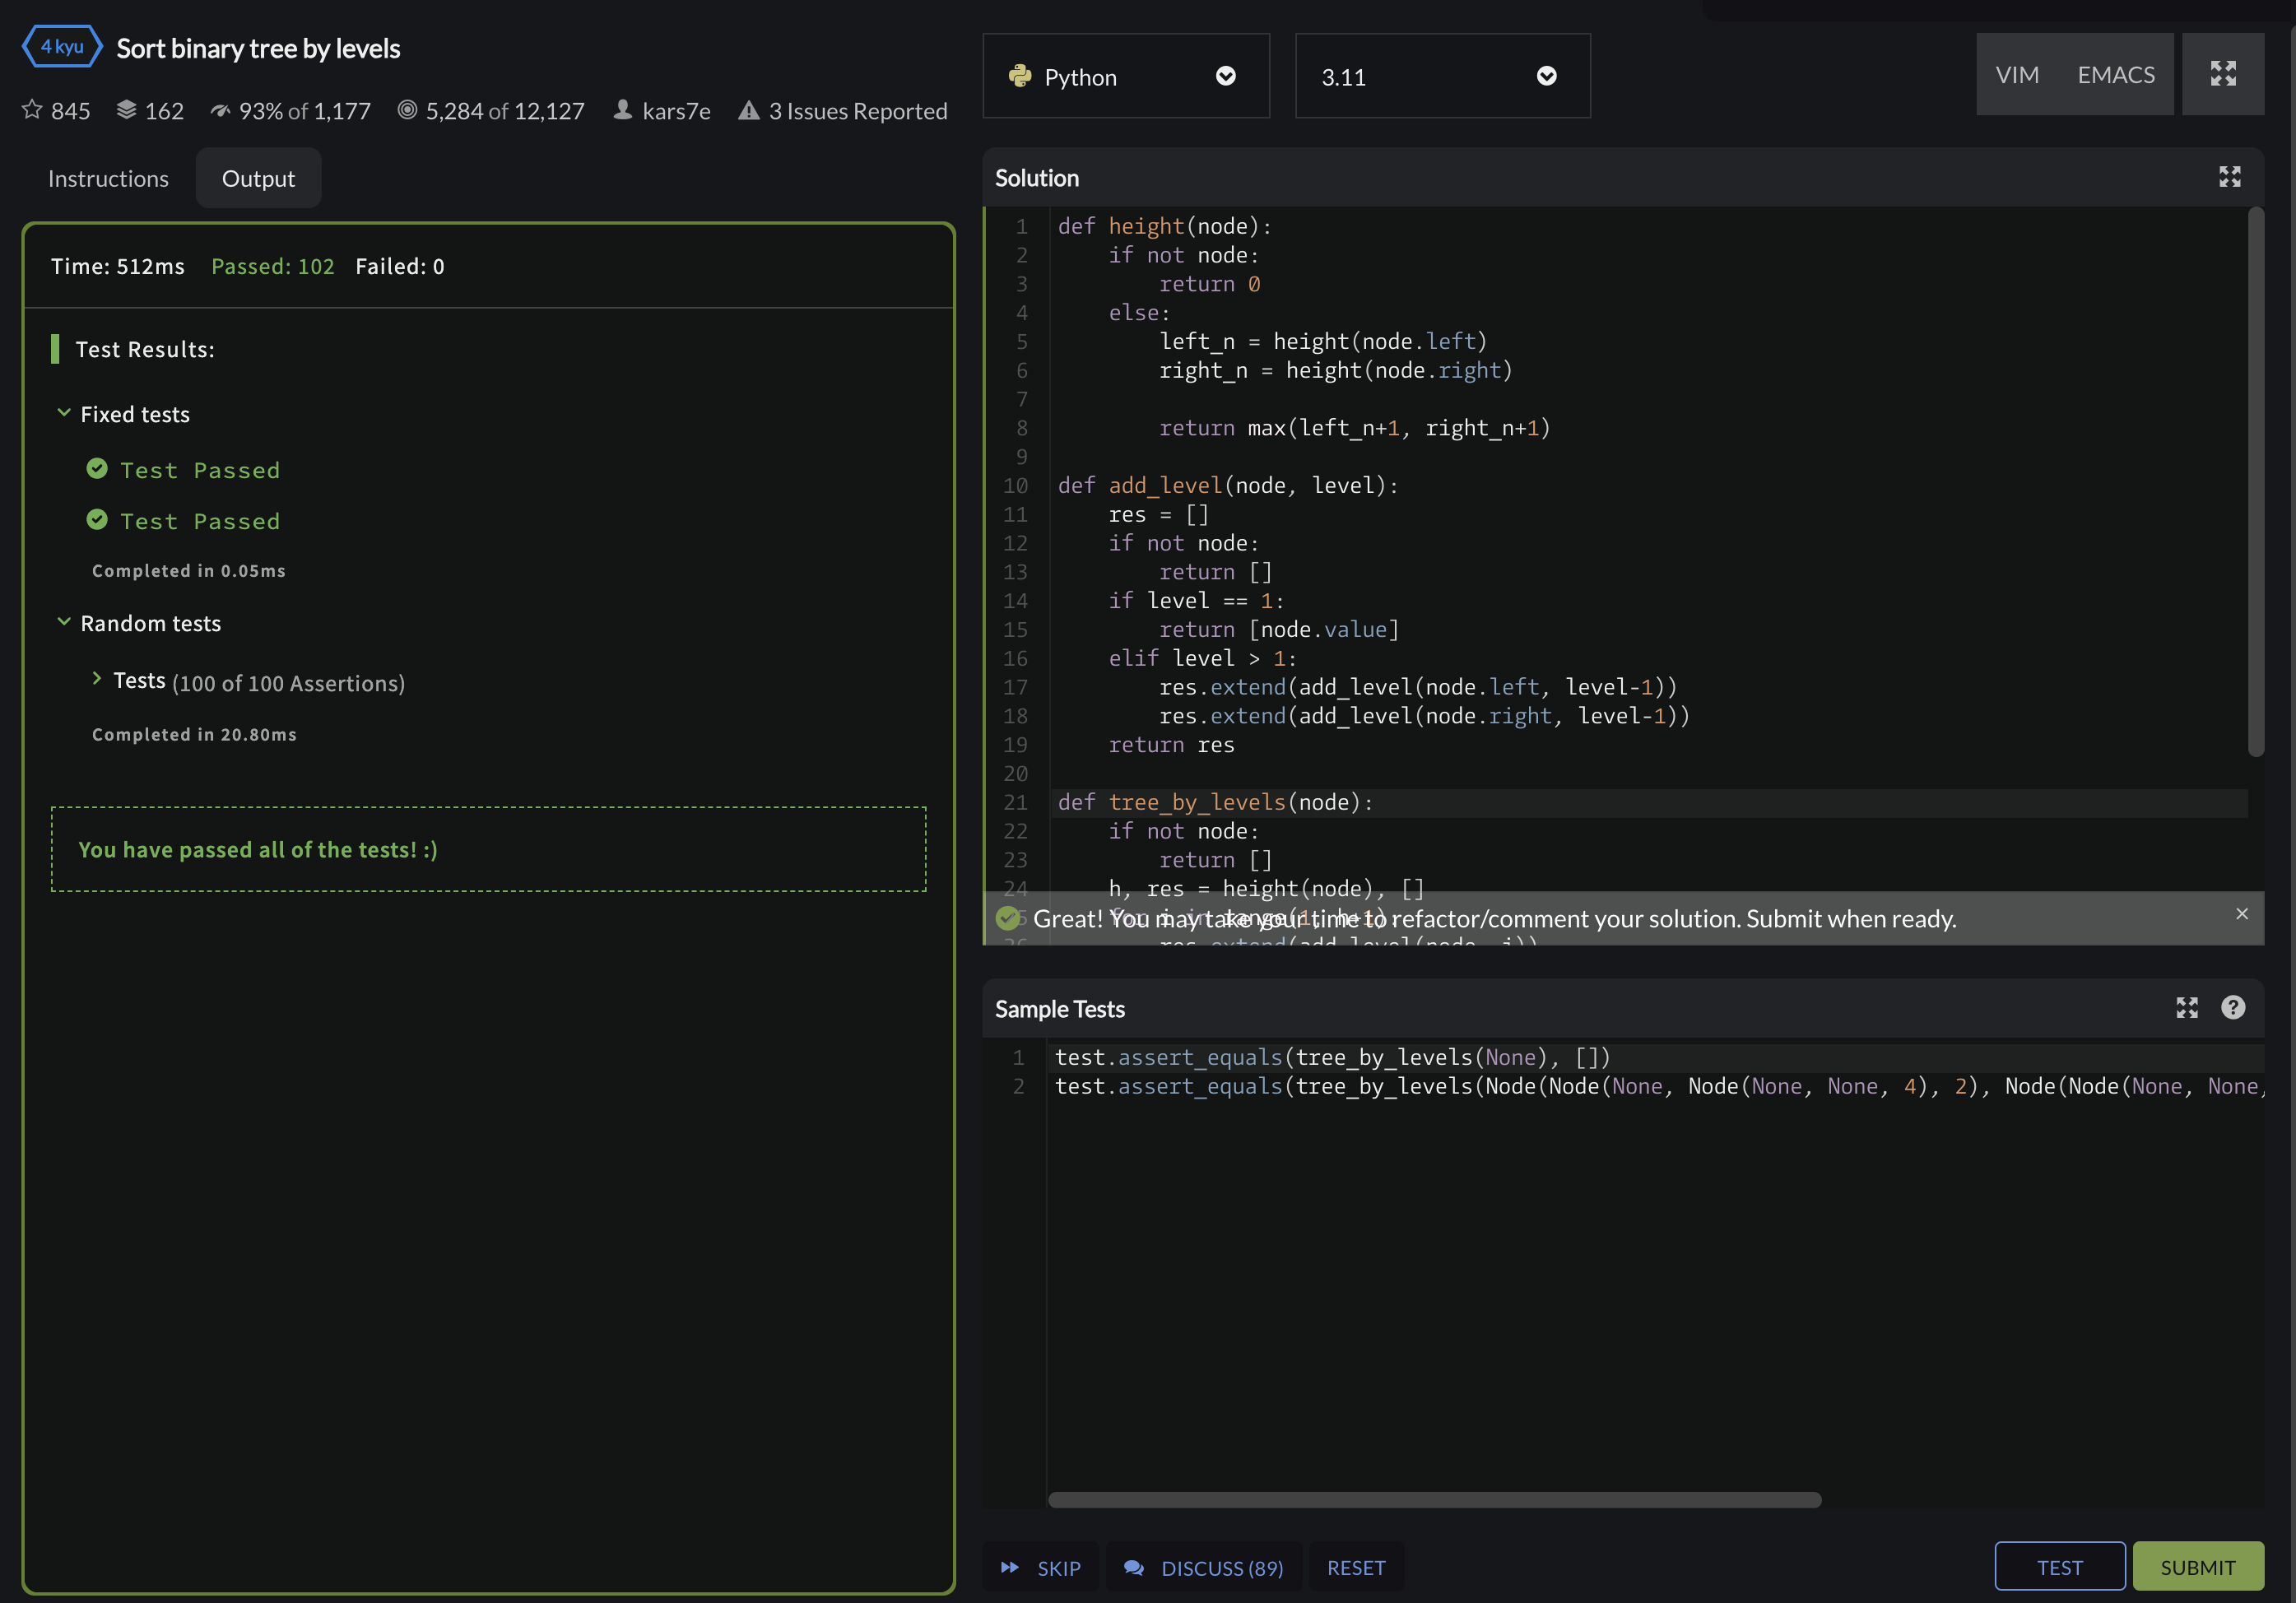 4 kyu Sort binary tree by levels
845 162 93% of 1,177 5,284 of 12,127 kars7e 3 Issues Reported
Instructions Output
Time: 512ms Passed: 102 Failed: 0
Test Results:
Fixed tests
Test Passed
Test Passed
Completed in 0.05ms
Random tests
Tests (100 of 100 Assertions)
Completed in 20.80ms
You have passed all of the tests! :)
Python 3.11 VIM EMACS
Solution
1 def height(node):
2 if not node:
3 return 0
4 else:
5 left_n = height(node.left)
6 right_n = height(node.right)
7
8 return max(left_n+1, right_n+1)
9
10 def add_level(node, level):
11 res = []
12 if not node:
13 return []
14 if level == 1:
15 return [node.value]
16 elif level > 1:
17 res.extend(add_level(node.left, level-1))
18 res.extend(add_level(node.right, level-1))
19 return res
20
21 def tree_by_levels(node):
22 if not node:
23 return []
24 h, res = height(node), []
for i in range(1, h+1):
Great! You may take your time to refactor/comment your solution. Submit when ready.
26 res.extend(add_level(node, i))
Sample Tests
1 test.assert_equals(tree_by_levels(None), [])
2 test.assert_equals(tree_by_levels(Node(Node(None, Node(None, None, 4), 2), Node(Node(None, None,
SKIP DISCUSS (89) RESET TEST SUBMIT